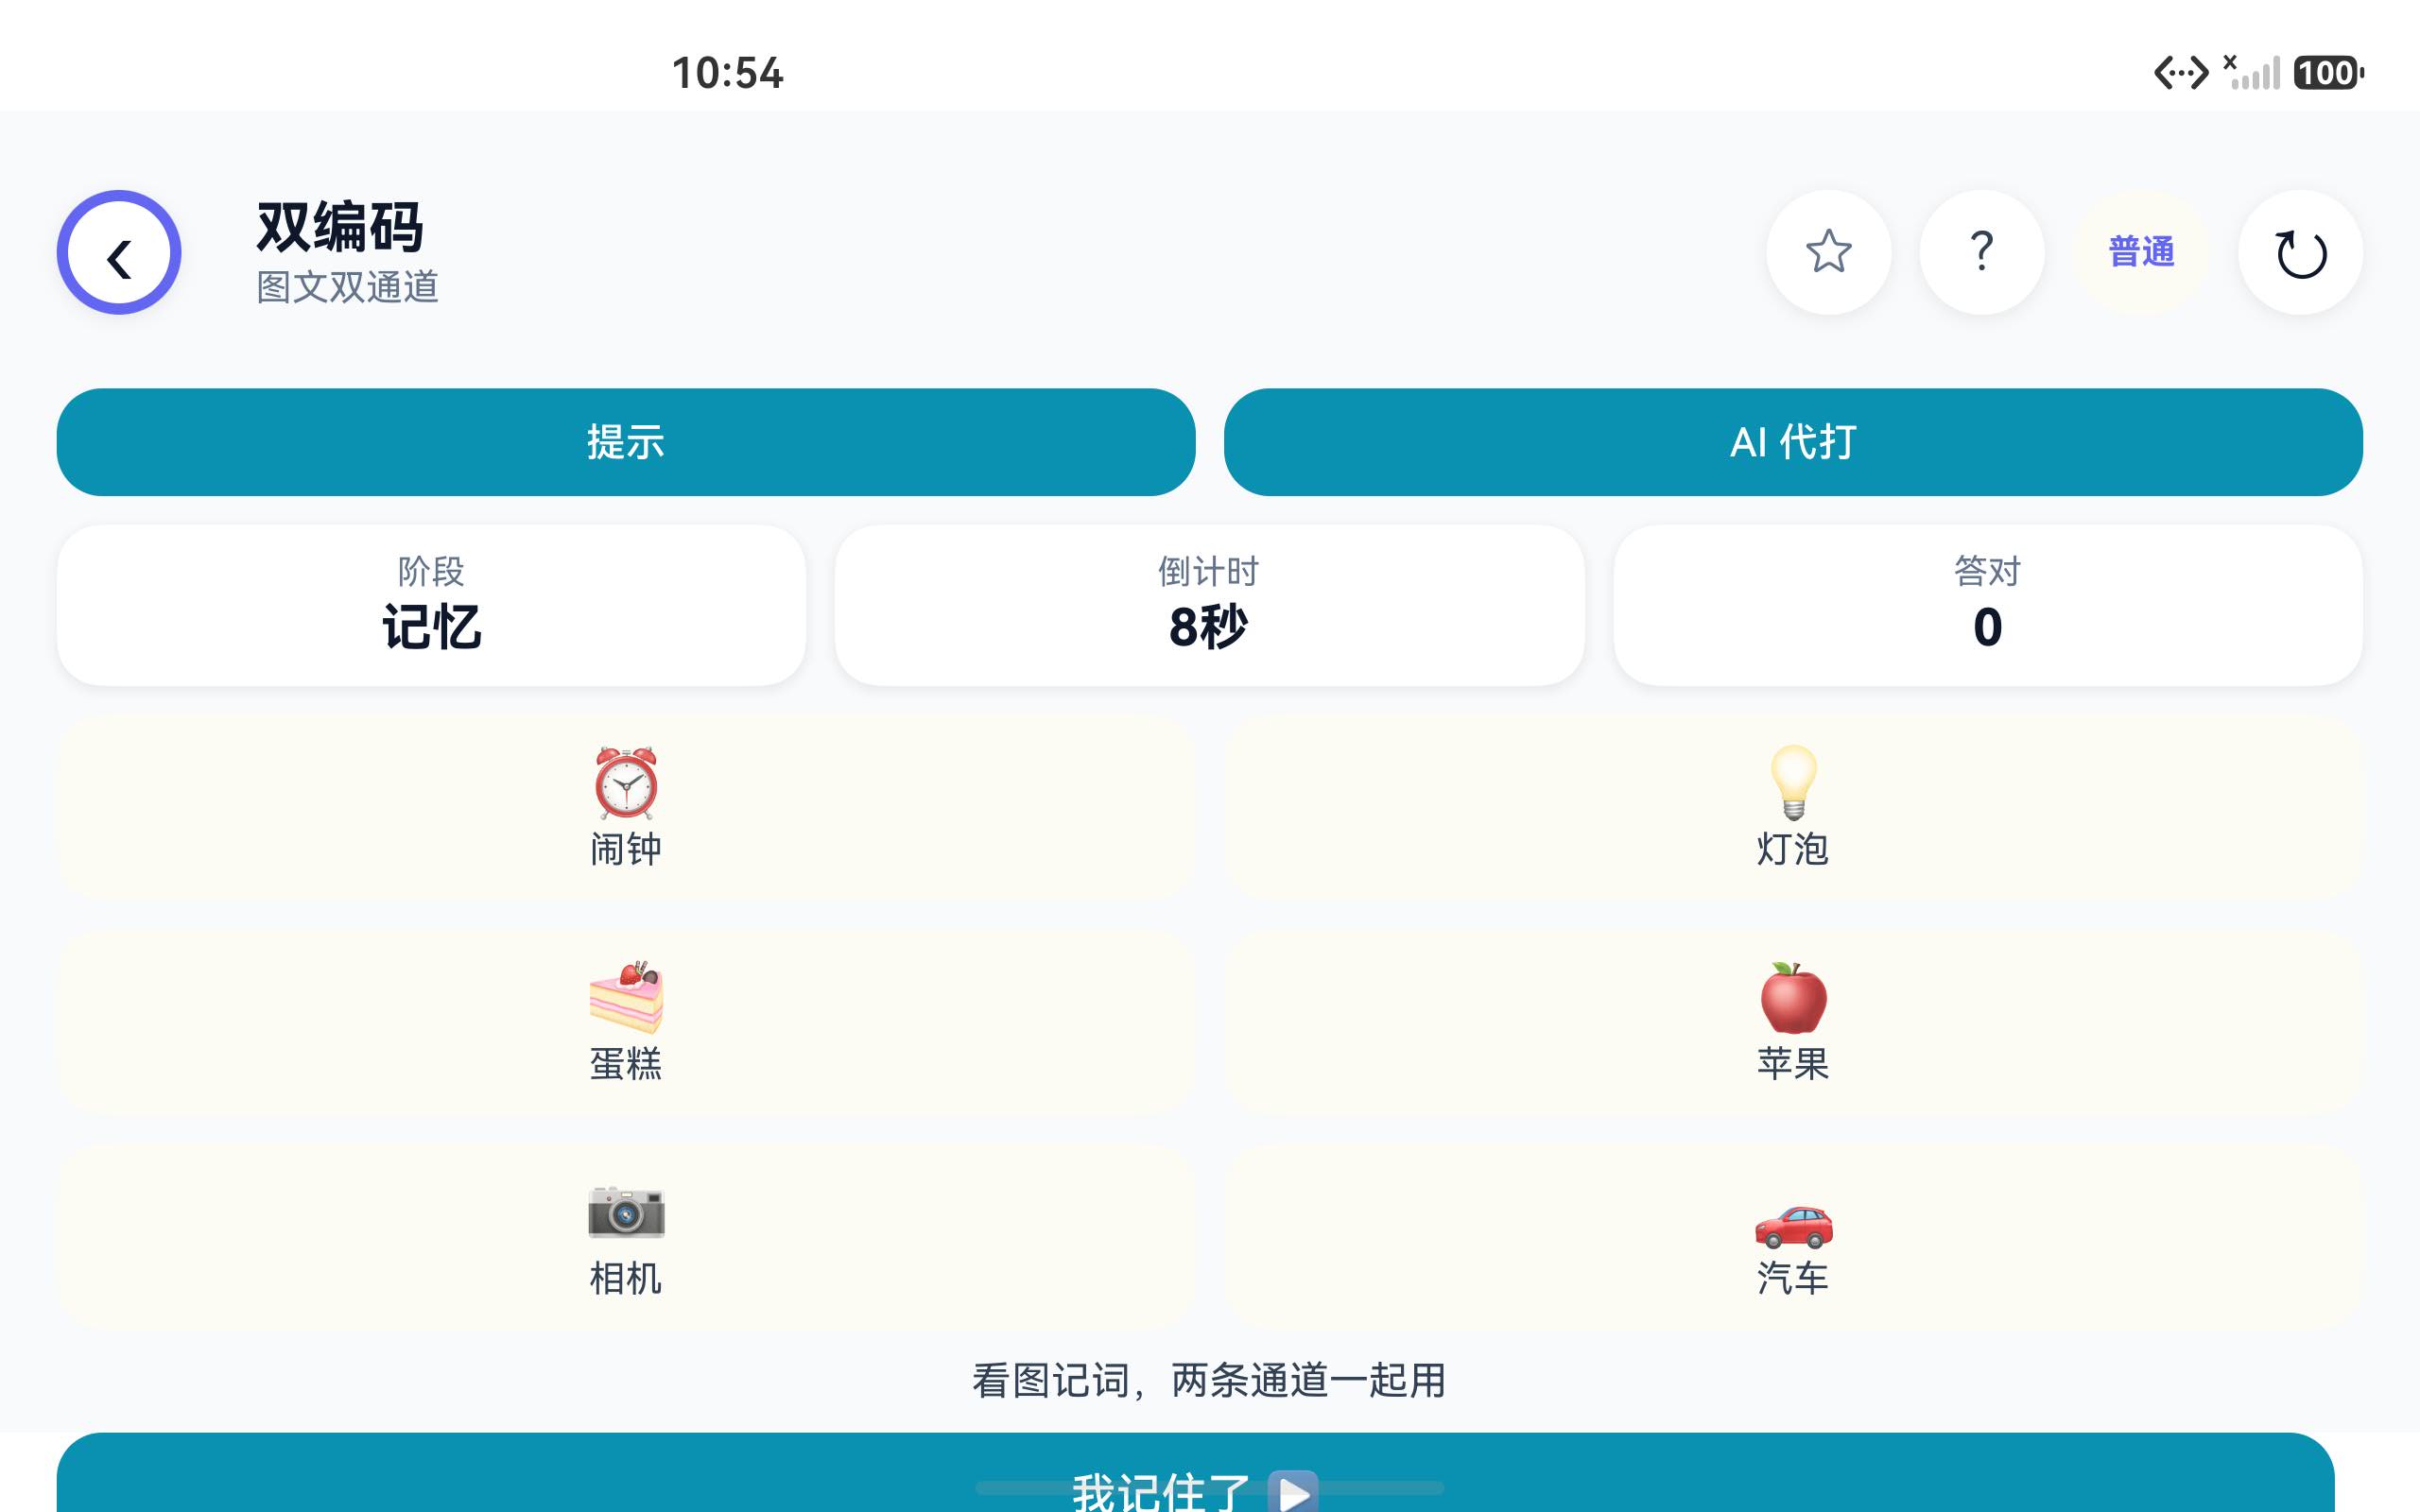 10:54
100
双编码
图文双通道
?
普通
提示
AI 代打
阶段
记忆
倒计时
8秒
答对
0
闹钟
灯泡
蛋糕
苹果
相机
汽车
看图记词，两条通道一起用
我记住了